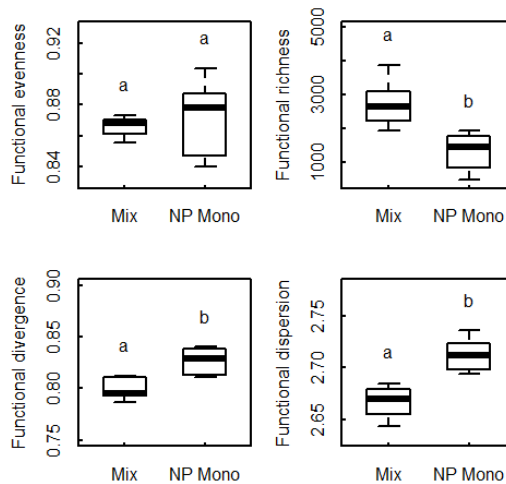 Functional evenness
0.92
0.88
0.84
a
a
Mix
NP Mono
Functional richness
5000
3000
1000
a
b
Mix
NP Mono
Functional divergence
0.90
0.85
0.80
0.75
a
b
Mix
NP Mono
Functional dispersion
2.75
2.70
2.65
a
b
Mix
NP Mono